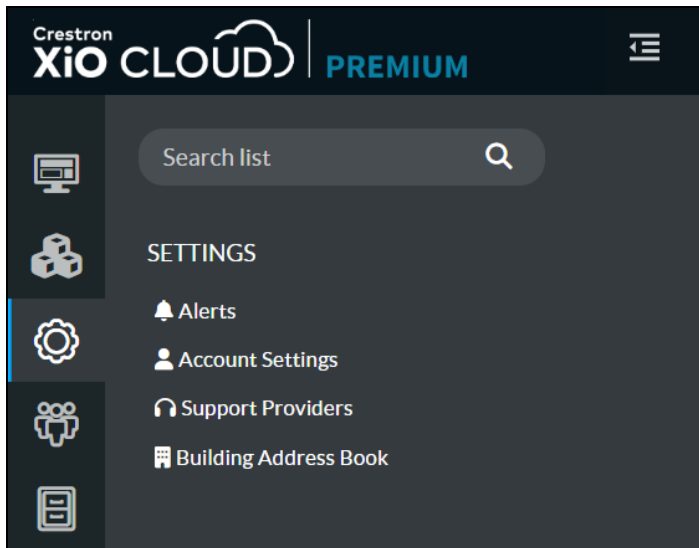 Crestron
XiO CLOUD PREMIUM
Search list
SETTINGS
Alerts
Account Settings
Support Providers
Building Address Book